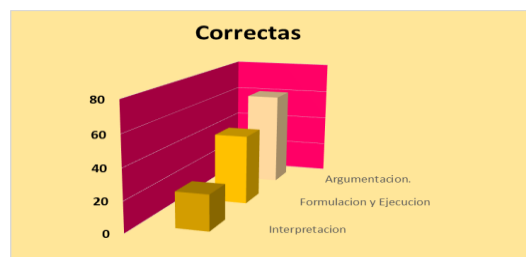 Correctas
80
60
40
20
0
Argumentacion.
Formulacion y Ejecucion
Interpretacion